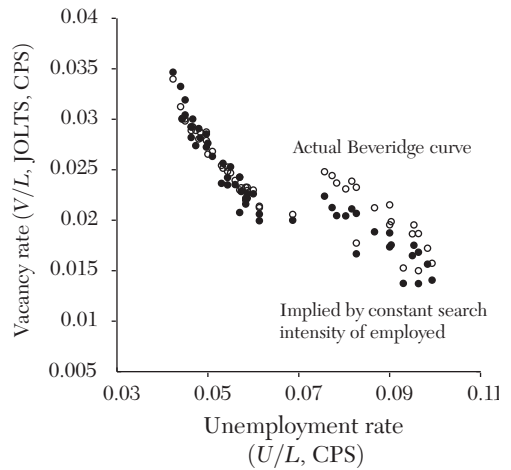 0.04
0.035
0.03
0.025
0.02
0.015
0.01
0.005
Vacancy rate (V/L, JOLTS, CPS)
Actual Beveridge curve
Implied by constant search
intensity of employed
0.03
0.05
0.07
0.09
0.11
Unemployment rate
(U/L, CPS)